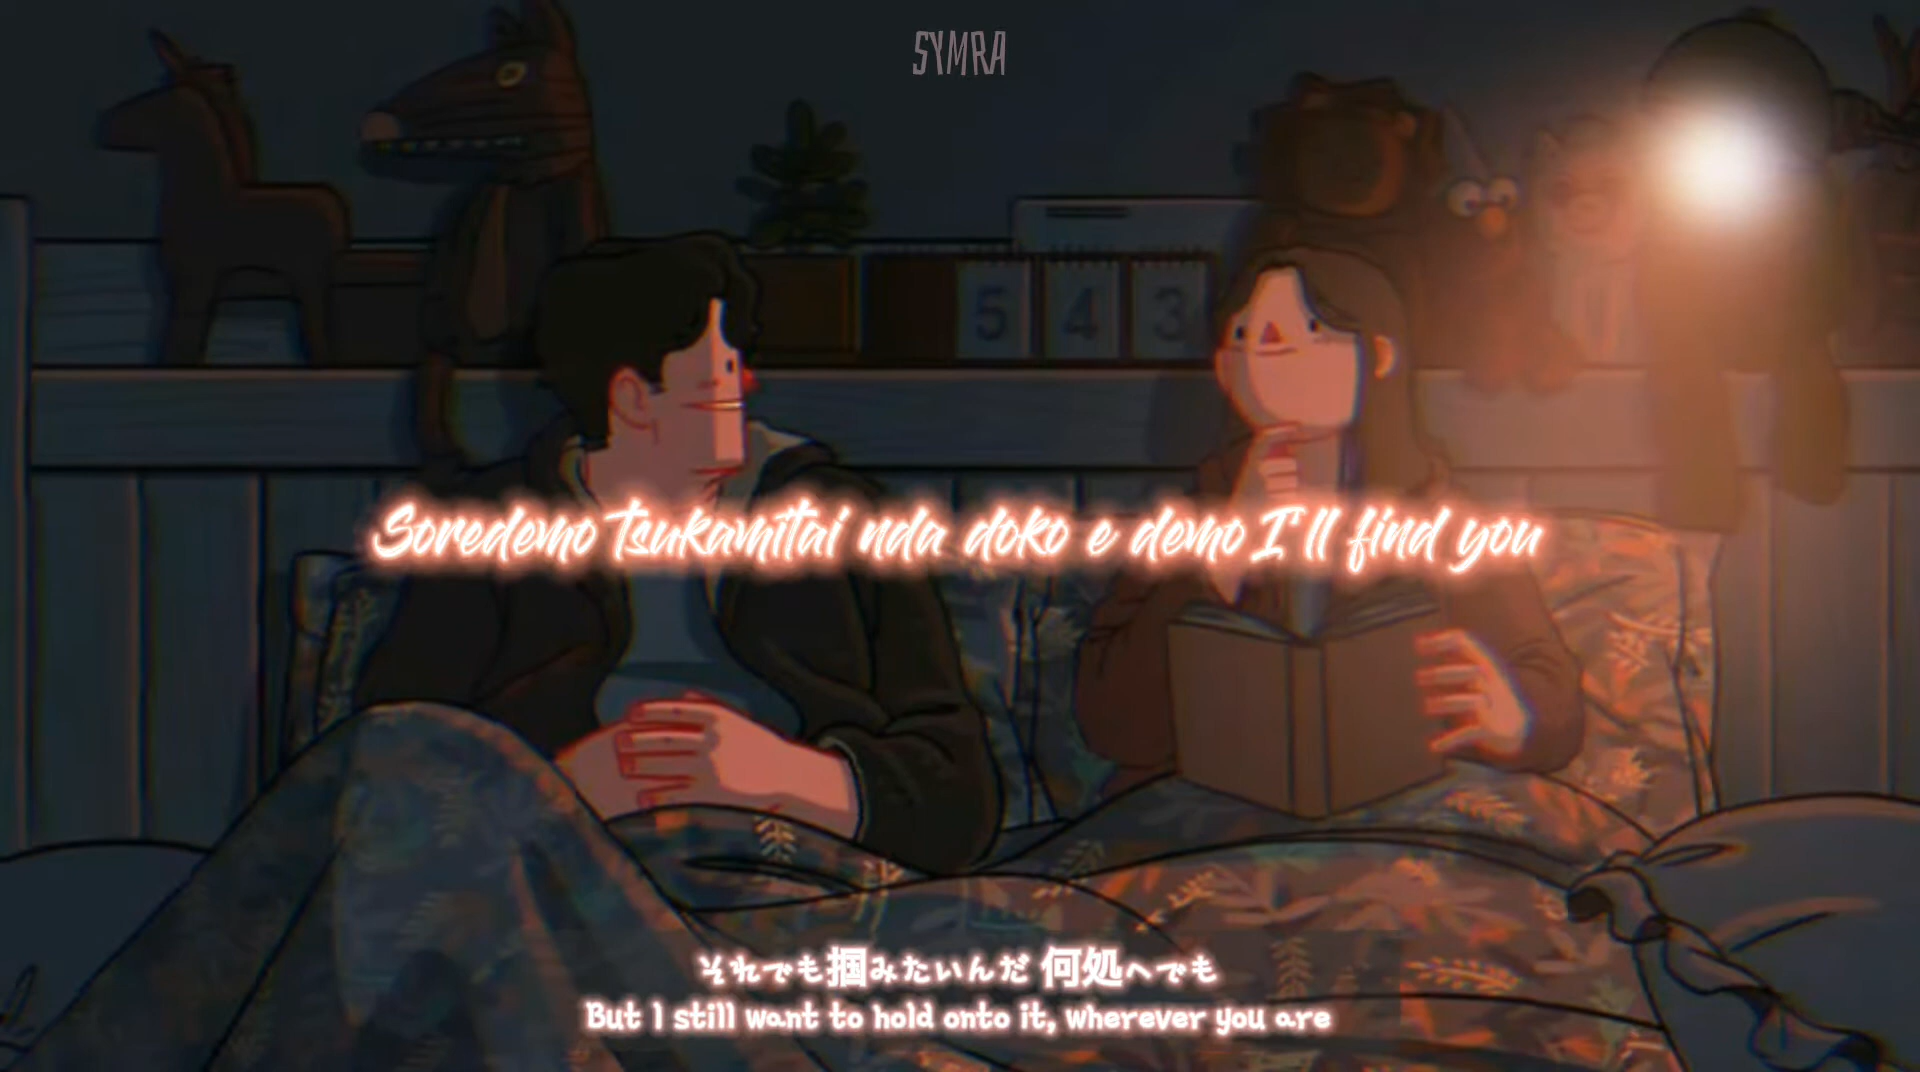 SYMRA
5 4 3
Soredemo tsukamitai nda doko e demo I'll find you
それでも掴みたいんだ 何処へでも
But I still want to hold onto it, wherever you are